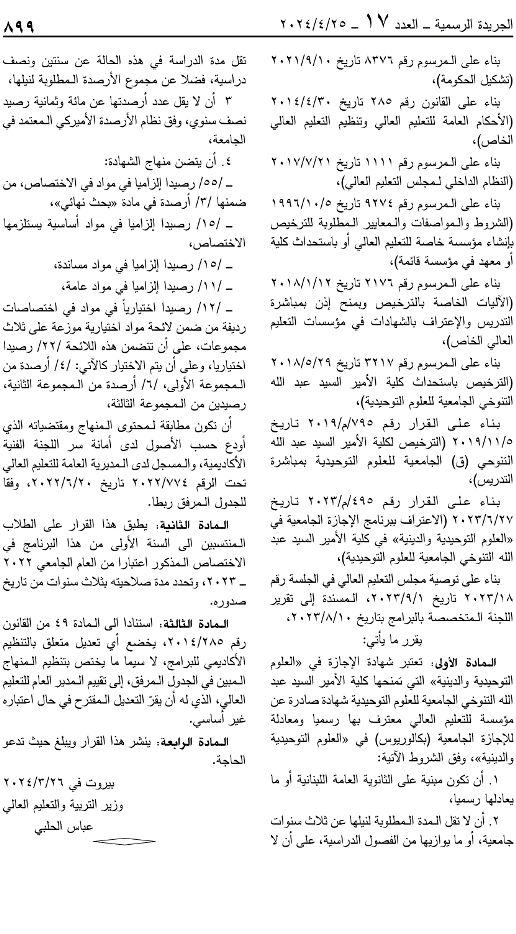 الجريدة الرسمية – العدد ١٧ – ٢٠٢٤/٤/٢٥
٨٩٩
بناء على المرسوم رقم ٨٣٧٦ تاريخ ٢٠٢١/٩/١٠
(تشكيل الحكومة)،
بناء على القانون رقم ٢٨٥ تاريخ ٢٠١٤/٤/٣٠
(الأحكام العامة للتعليم العالي وتنظيم التعليم العالي
الخاص)،
بناء على المرسوم رقم ١١١١ تاريخ ٢٠١٧/٧/٢١
(النظام الداخلي لمجلس التعليم العالي)،
بناء على المرسوم رقم ٩٢٧٤ تاريخ ١٩٩٦/١٠/٥
(الشروط والمواصفات والمعايير المطلوبة للترخيص
بإنشاء مؤسسة خاصة للتعليم العالي أو باستحداث كلية
أو معهد في مؤسسة قائمة)،
بناء على المرسوم رقم ٢١٧٦ تاريخ ٢٠١٨/١/١٢
(الآليات الخاصة بالترخيص وبمنح إذن بمباشرة
التدريس والإعتراف بالشهادات في مؤسسات التعليم
العالي الخاص)،
بناء على المرسوم رقم ٣٢١٧ تاريخ ٢٠١٨/٥/٢٩
(الترخيص باستحداث كلية الأمير السيد عبد الله
التنوخي الجامعية للعلوم التوحيدية)،
بناء على القرار رقم ٧٩٥/م/٢٠١٩ تاريخ
٢٠١٩/١١/٥ (الترخيص لكلية الأمير السيد عبد الله
التنوحي (ق) الجامعية للعلوم التوحيدية بمباشرة
التدريس)،
بناء على القرار رقم ٤٩٥/م/٢٠٢٣ تاريخ
٢٠٢٣/٦/٢٧ (الاعتراف ببرنامج الإجازة الجامعية في
«العلوم التوحيدية والدينية» في كلية الأمير السيد عبد
الله التنوخي الجامعية للعلوم التوحيدية)،
بناء على توصية مجلس التعليم العالي في الجلسة رقم
٢٠٢٣/١٨ تاريخ ٢٠٢٣/٩/١، المسندة إلى تقرير
اللجنة المتخصصة بالبرامج بتاريخ ٢٠٢٣/٨/١٠،
يقرر ما يأتي:
المادة الأولى: تعتبر شهادة الإجازة في «العلوم
التوحيدية والدينية» التي تمنحها كلية الأمير السيد عبد
الله التنوخي الجامعية للعلوم التوحيدية شهادة صادرة عن
مؤسسة للتعليم العالي معترف بها رسميا ومعادلة
للإجازة الجامعية (بكالوريوس) في «العلوم التوحيدية
والدينية»، وفق الشروط الآتية:
١. أن تكون مبنية على الثانوية العامة اللبنانية أو ما
يعادلها رسميا،
٢. أن لا تقل المدة المطلوبة لنيلها عن ثلاث سنوات
جامعية، أو ما يوازيها من الفصول الدراسية، على أن لا
تقل مدة الدراسة في هذه الحالة عن سنتين ونصف
دراسية، فضلا عن مجموع الأرصدة المطلوبة لنيلها،
٣ أن لا يقل عدد أرصدتها عن مائة وثمانية رصيد
نصف سنوي، وفق نظام الأرصدة الأميركي المعتمد في
الجامعة،
٤. أن يتضمن منهاج الشهادة:
– /٥٥/ رصيدا إلزاميا في مواد في الاختصاص، من
ضمنها /٣/ أرصدة في مادة «بحث نهائي»،
– /١٥/ رصيدا إلزاميا في مواد أساسية يستلزمها
الاختصاص،
– /١٥/ رصيدا إلزاميا في مواد مساندة،
– /١١/ رصيدا إلزاميا في مواد عامة،
– /١٢/ رصيدا اختيارياً في مواد في اختصاصات
رديفة من ضمن لائحة مواد اختيارية موزعة على ثلاث
مجموعات، على أن تتضمن هذه اللائحة /٢٢/ رصيدا
اختياريا، وعلى أن يتم الاختيار كالآتي: /٤/ أرصدة من
المجموعة الأولى، /٦/ أرصدة من المجموعة الثانية،
رصيدين من المجموعة الثالثة،
أن تكون مطابقة لمحتوى المنهاج ومقتضياته الذي
أودع حسب الأصول لدى أمانة سر اللجنة الفنية
الأكاديمية، والمسجل لدى المديرية العامة للتعليم العالي
تحت الرقم ٢٠٢٢/٧٧٤ تاريخ ٢٠٢٢/٦/٢٠، وفقا
للجدول المرفق ربطا.
المادة الثانية: يطبق هذا القرار على الطلاب
المنتسبين الى السنة الأولى من هذا البرنامج في
الاختصاص المذكور اعتبارا من العام الجامعي ٢٠٢٢
– ٢٠٢٣، وتحدد مدة صلاحيته بثلاث سنوات من تاريخ
صدوره.
المادة الثالثة: استنادا الى المادة ٤٩ من القانون
رقم ٢٠١٤/٢٨٥، يخضع أي تعديل متعلق بالتنظيم
الأكاديمي للبرامج، لا سيما ما يختص بتنظيم المنهاج
المبين في الجدول المرفق، إلى تقييم المدير العام للتعليم
العالي، الذي له أن يقرّ التعديل المقترح في حال اعتباره
غير أساسي.
المادة الرابعة: ينشر هذا القرار ويبلغ حيث تدعو
الحاجة.
بيروت في ٢٠٢٤/٣/٢٦
وزير التربية والتعليم العالي
عباس الحلبي